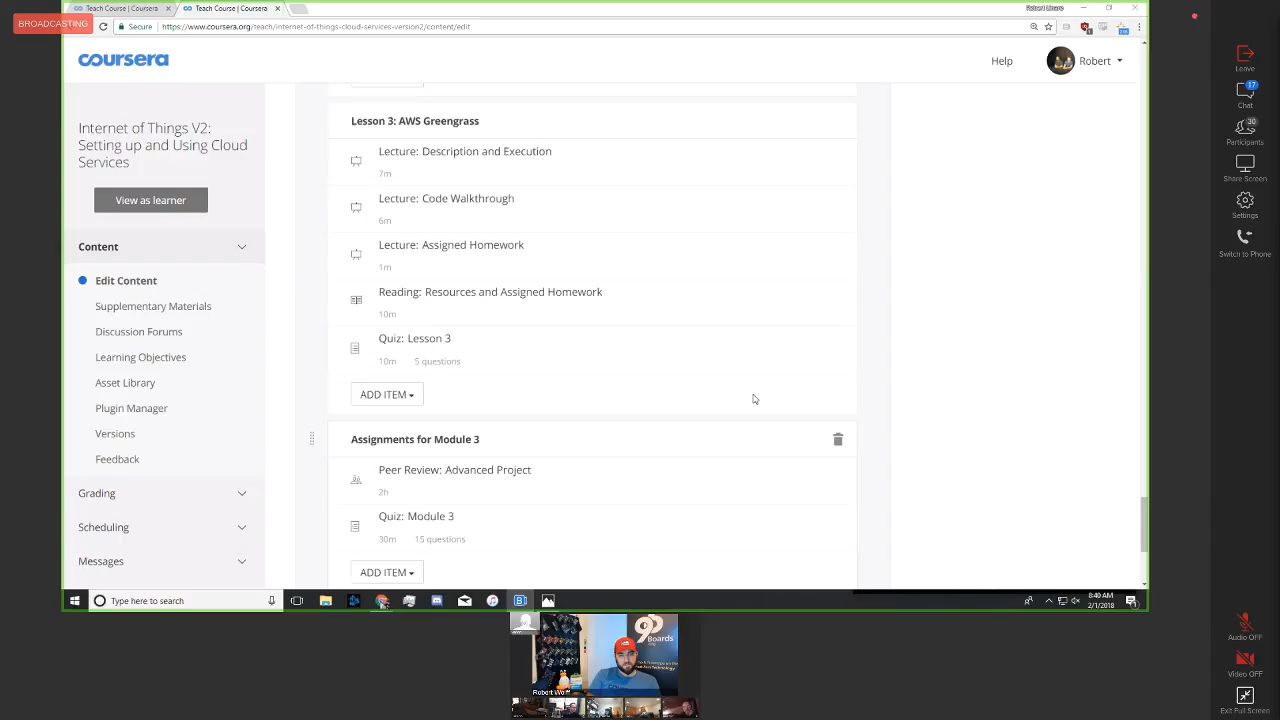 BROADCASTING
Teach Course | Coursera
Teach Course | Coursera
Secure
https://www.coursera.org/teach/internet-of-things-cloud-services-version2/content/edit
coursera
Help
Robert
Leave
17
Chat
30
Participants
Share Screen
Settings
Switch to Phone
Internet of Things V2:
Setting up and Using Cloud
Services
View as learner
Content
Edit Content
Supplementary Materials
Discussion Forums
Learning Objectives
Asset Library
Plugin Manager
Versions
Feedback
Grading
Scheduling
Messages
Lesson 3: AWS Greengrass
Lecture: Description and Execution
7m
Lecture: Code Walkthrough
6m
Lecture: Assigned Homework
1m
Reading: Resources and Assigned Homework
10m
Quiz: Lesson 3
10m 5 questions
ADD ITEM
Assignments for Module 3
Peer Review: Advanced Project
2h
Quiz: Module 3
30m 15 questions
ADD ITEM
Type here to search
8:40 AM
2/1/2018
96
Boards
Robert Wolff
Audio OFF
Video OFF
Exit Full Screen